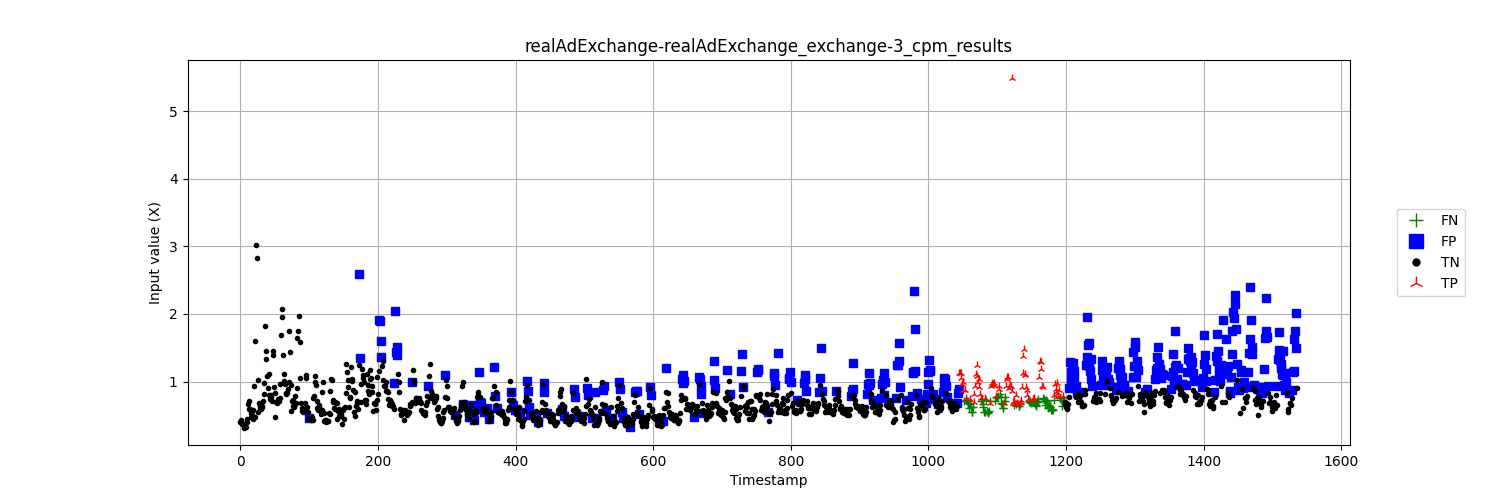 realAdExchange-realAdExchange_exchange-3_cpm_results
Input value (X)
5
4
3
2
1
0
200
400
600
800
1000
1200
1400
1600
Timestamp
FN
FP
TN
TP